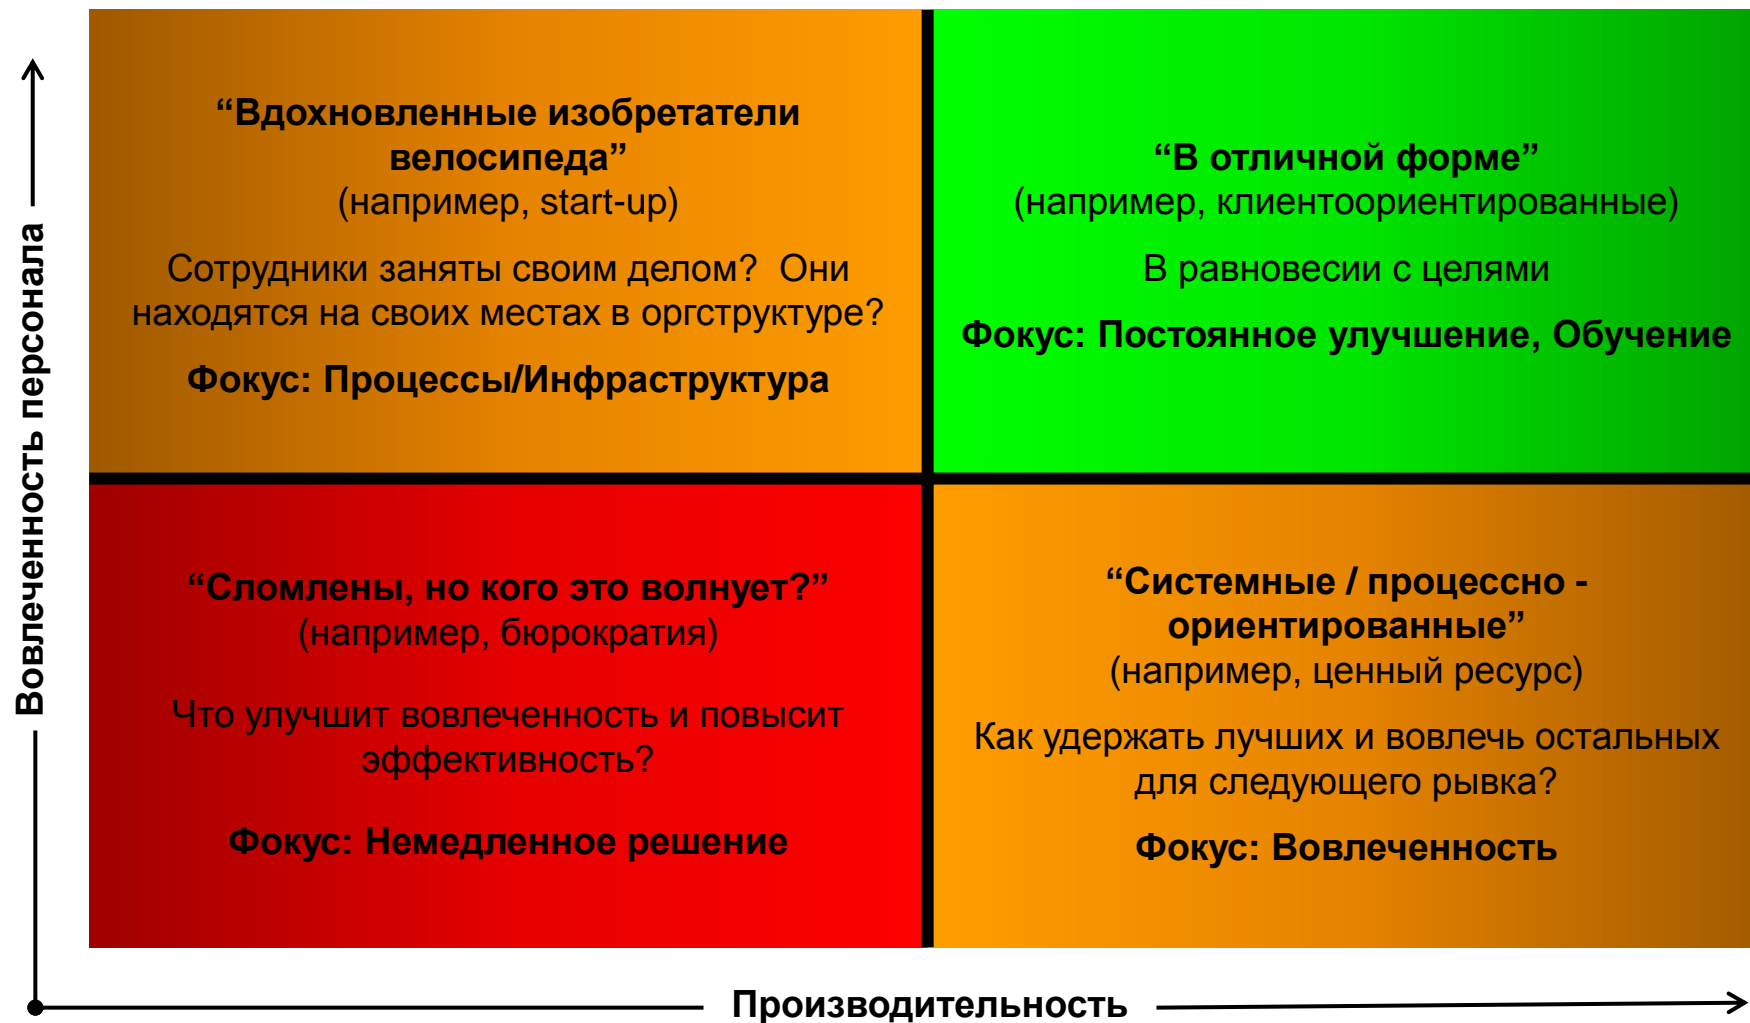 Вовлеченность персонала
“Вдохновленные изобретатели
велосипеда”
(например, start-up)
Сотрудники заняты своим делом?  Они
находятся на своих местах в оргструктуре?
Фокус: Процессы/Инфраструктура
“В отличной форме”
(например, клиентоориентированные)
В равновесии с целями
Фокус: Постоянное улучшение, Обучение
“Сломлены, но кого это волнует?”
(например, бюрократия)
Что улучшит вовлеченность и повысит
эффективность?
Фокус: Немедленное решение
“Системные / процессно -
ориентированные”
(например, ценный ресурс)
Как удержать лучших и вовлечь остальных
для следующего рывка?
Фокус: Вовлеченность
Производительность